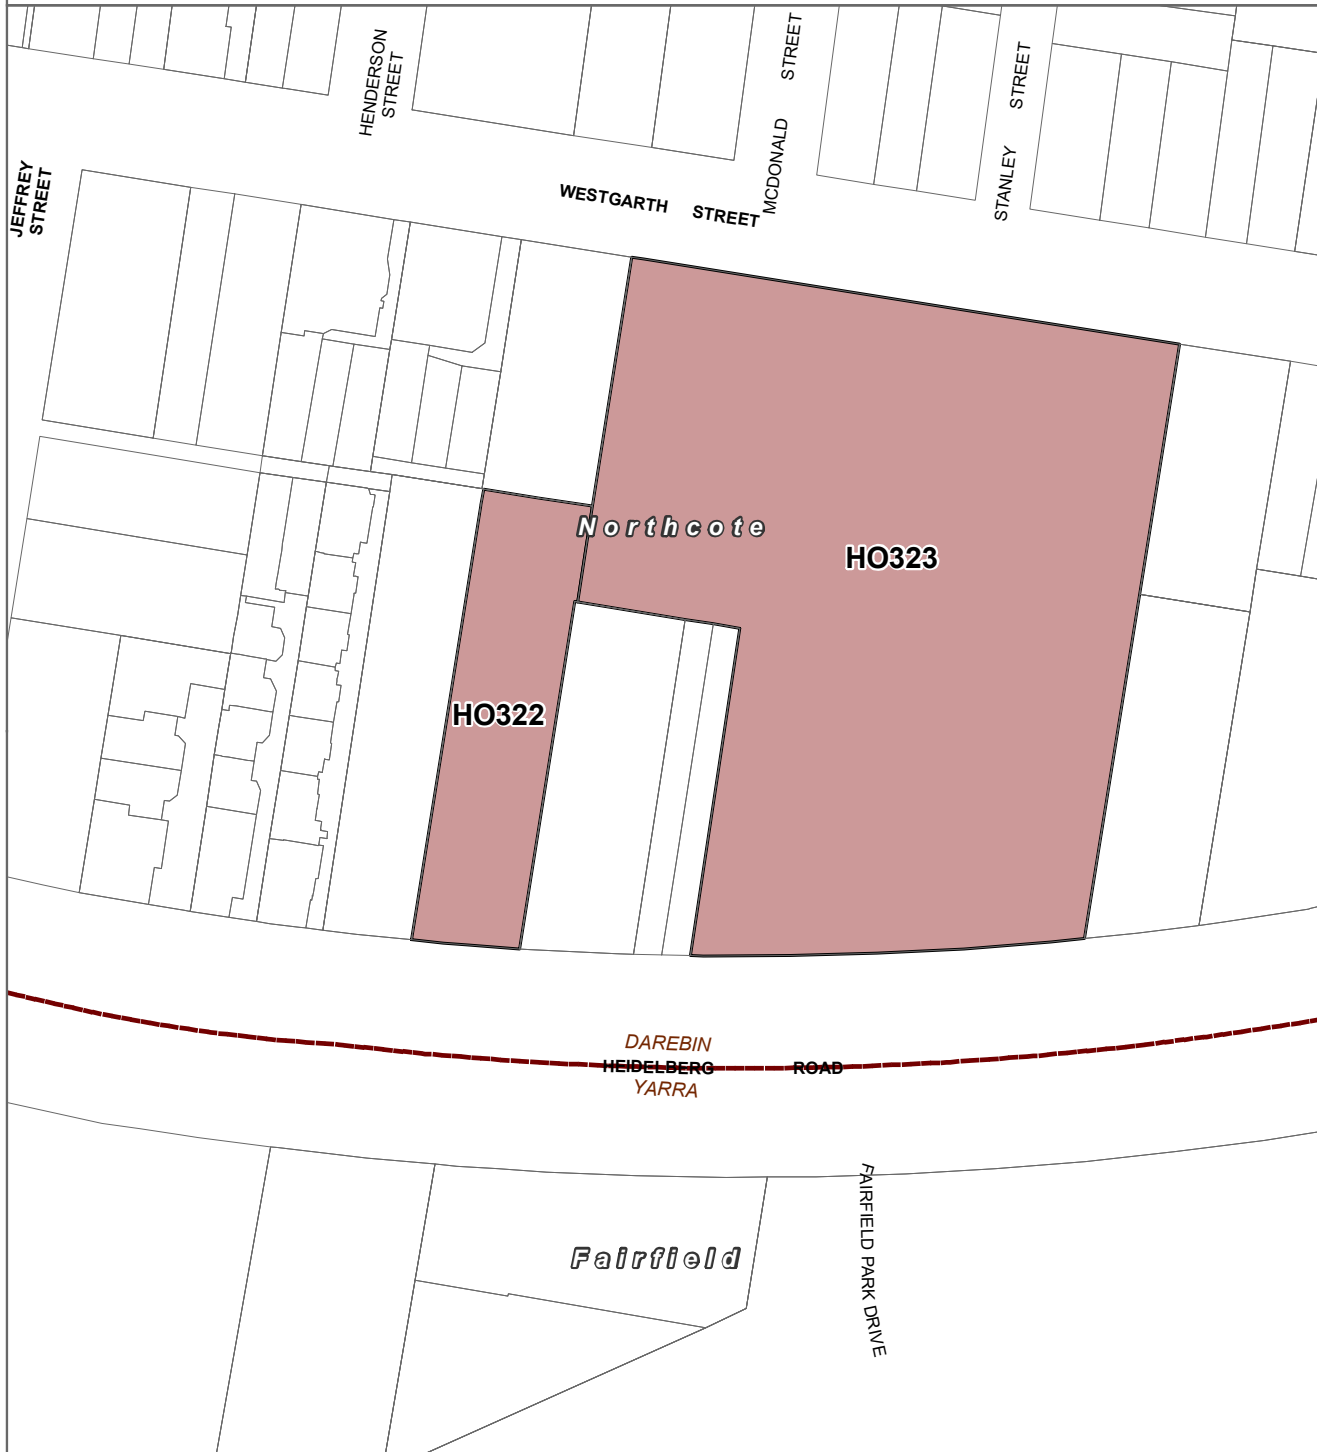 HENDERSON
STREET
MCDONALD STREET
STANLEY STREET
JEFFREY
STREET
WESTGARTH STREET
Northcote
HO323
HO322
DAREBIN
HEIDELBERG ROAD
YARRA
FAIRFIELD PARK DRIVE
Fairfield